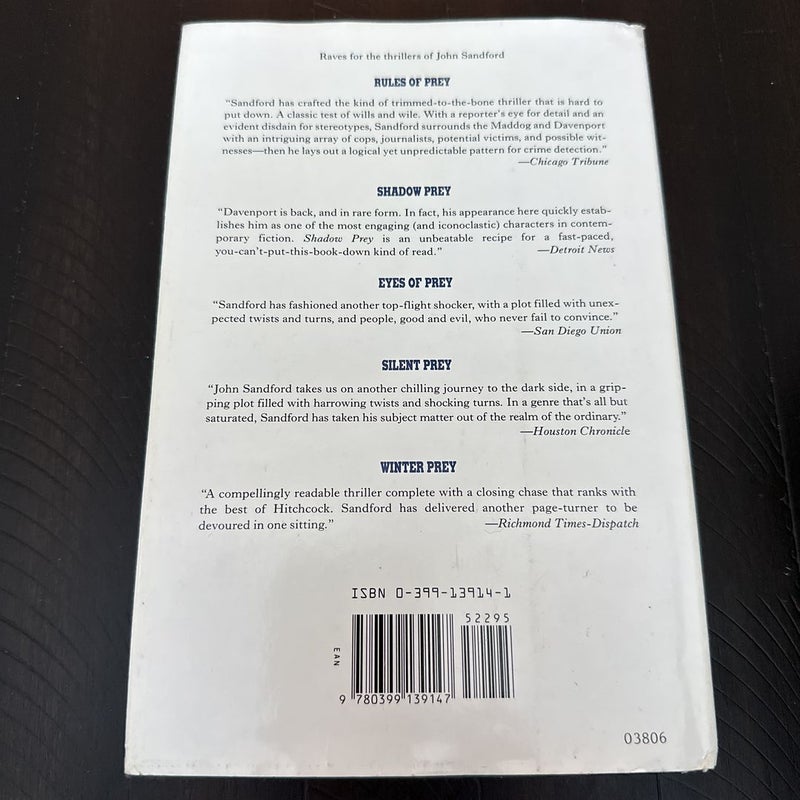 Raves for the thrillers of John Sandford
RULES OF PREY
“Sandford has crafted the kind of trimmed-to-the-bone thriller that is hard to
put down. A classic test of wills and wile. With a reporter’s eye for detail and an
evident disdain for stereotypes, Sandford surrounds the Maddog and Davenport
with an intriguing array of cops, journalists, potential victims, and possible wit-
nesses—then he lays out a logical yet unpredictable pattern for crime detection.”
—Chicago Tribune
SHADOW PREY
“Davenport is back, and in rare form. In fact, his appearance here quickly estab-
lishes him as one of the most engaging (and iconoclastic) characters in contem-
porary fiction. Shadow Prey is an unbeatable recipe for a fast-paced,
you-can’t-put-this-book-down kind of read.” —Detroit News
EYES OF PREY
“Sandford has fashioned another top-flight shocker, with a plot filled with unex-
pected twists and turns, and people, good and evil, who never fail to convince.”
—San Diego Union
SILENT PREY
“John Sandford takes us on another chilling journey to the dark side, in a grip-
ping plot filled with harrowing twists and shocking turns. In a genre that’s all but
saturated, Sandford has taken his subject matter out of the realm of the ordinary.”
—Houston Chronicle
WINTER PREY
“A compellingly readable thriller complete with a closing chase that ranks with
the best of Hitchcock. Sandford has delivered another page-turner to be
devoured in one sitting.” —Richmond Times-Dispatch
ISBN 0-399-13914-1
52295
EAN
9 780399 139147
03806